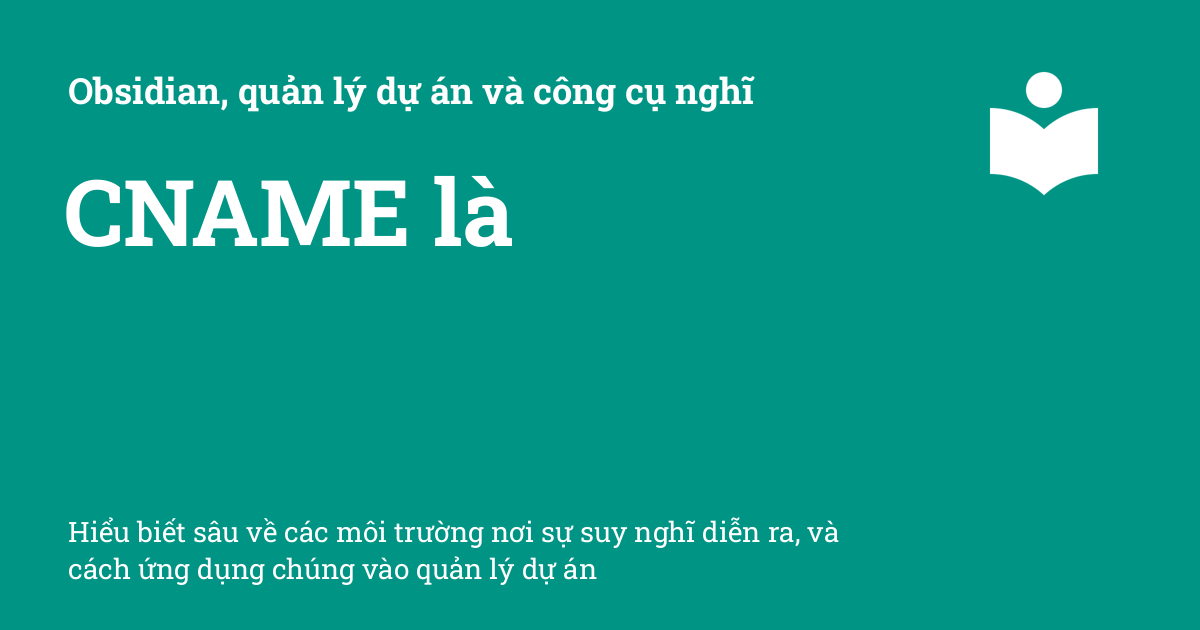 Obsidian, quản lý dự án và công cụ nghĩ
CNAME là
Hiểu biết sâu về các môi trường nơi sự suy nghĩ diễn ra, và
cách ứng dụng chúng vào quản lý dự án